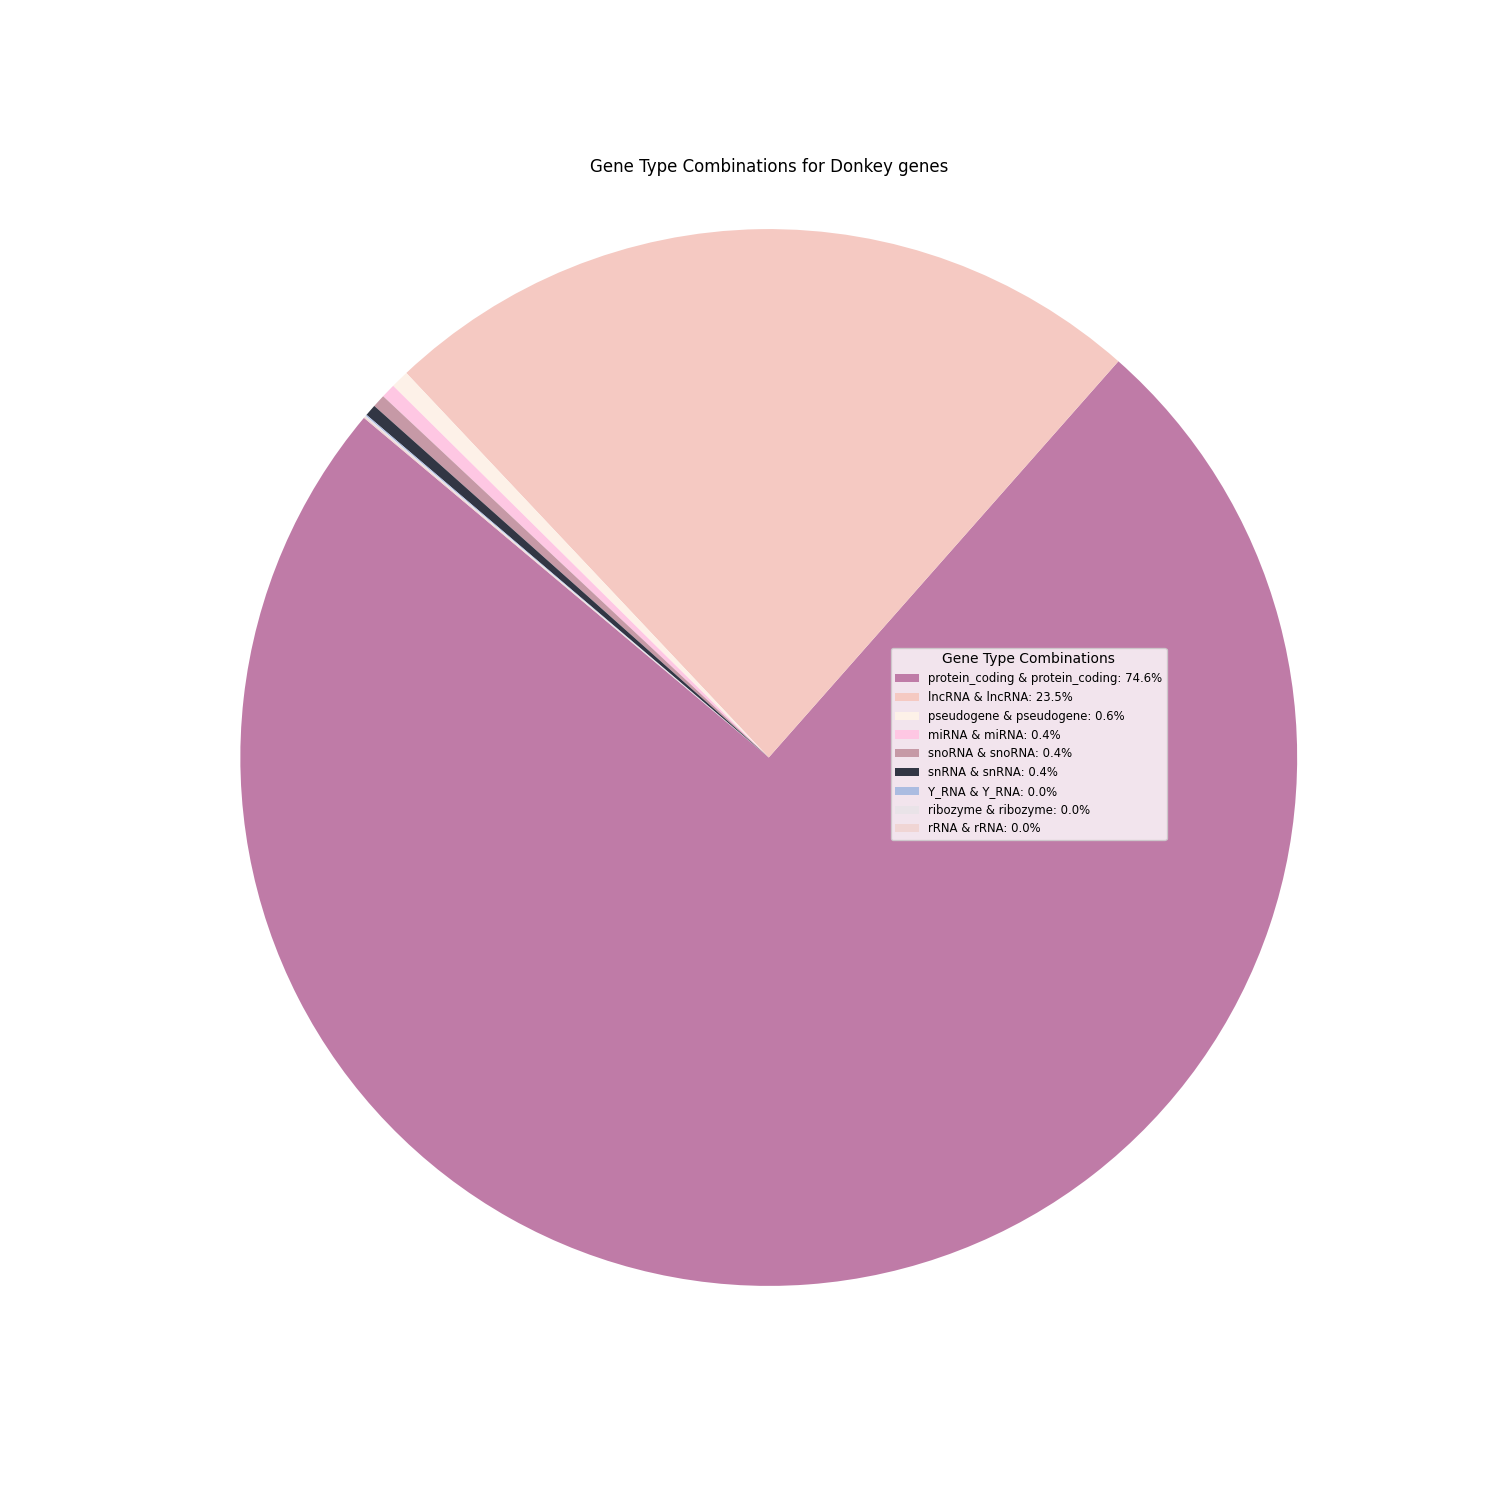 Gene Type Combinations for Donkey genes
Gene Type Combinations
protein_coding & protein_coding: 74.6%
lncRNA & lncRNA: 23.5%
pseudogene & pseudogene: 0.6%
miRNA & miRNA: 0.4%
snoRNA & snoRNA: 0.4%
snRNA & snRNA: 0.4%
Y_RNA & Y_RNA: 0.0%
ribozyme & ribozyme: 0.0%
rRNA & rRNA: 0.0%